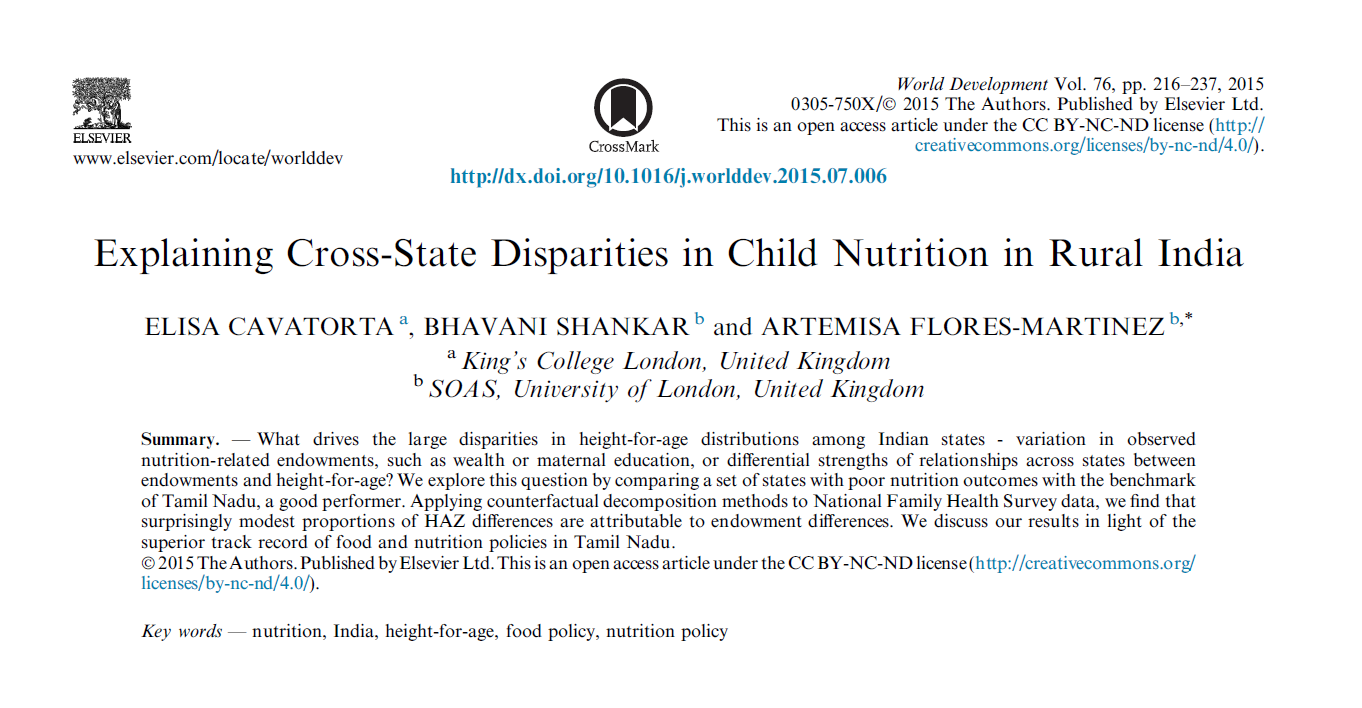 ELSEVIER
www.elsevier.com/locate/worlddev
CrossMark
World Development Vol. 76, pp. 216–237, 2015
0305-750X/© 2015 The Authors. Published by Elsevier Ltd.
This is an open access article under the CC BY-NC-ND license (http://
creativecommons.org/licenses/by-nc-nd/4.0/).
http://dx.doi.org/10.1016/j.worlddev.2015.07.006
Explaining Cross-State Disparities in Child Nutrition in Rural India
ELISA CAVATORTA a, BHAVANI SHANKAR b and ARTEMISA FLORES-MARTINEZ b,*
a King's College London, United Kingdom
b SOAS, University of London, United Kingdom
Summary. — What drives the large disparities in height-for-age distributions among Indian states - variation in observed
nutrition-related endowments, such as wealth or maternal education, or differential strengths of relationships across states between
endowments and height-for-age? We explore this question by comparing a set of states with poor nutrition outcomes with the benchmark
of Tamil Nadu, a good performer. Applying counterfactual decomposition methods to National Family Health Survey data, we find that
surprisingly modest proportions of HAZ differences are attributable to endowment differences. We discuss our results in light of the
superior track record of food and nutrition policies in Tamil Nadu.
© 2015 The Authors. Published by Elsevier Ltd. This is an open access article under the CC BY-NC-ND license (http://creativecommons.org/
licenses/by-nc-nd/4.0/).
Key words — nutrition, India, height-for-age, food policy, nutrition policy